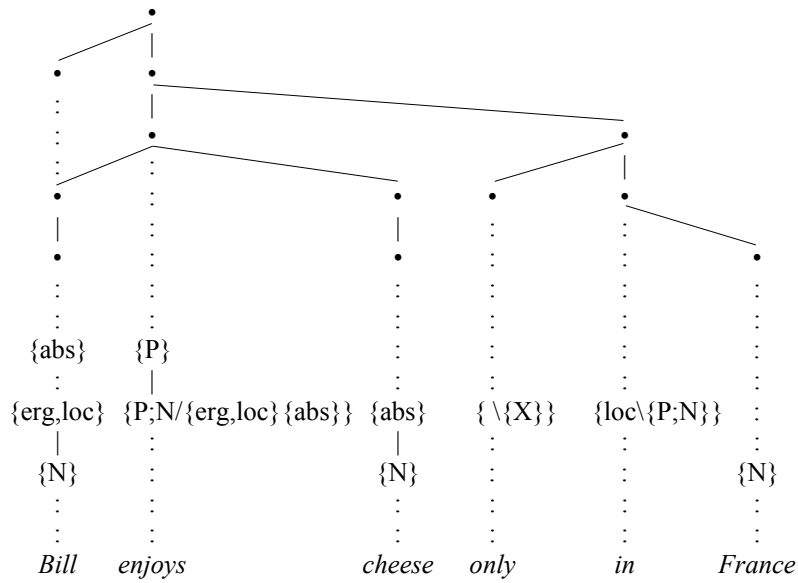 {abs} {P}
{erg,loc} {P;N/{erg,loc}{abs}} {abs} { \{X}} {loc\{P;N}}
{N} {N} {N}
Bill enjoys cheese only in France